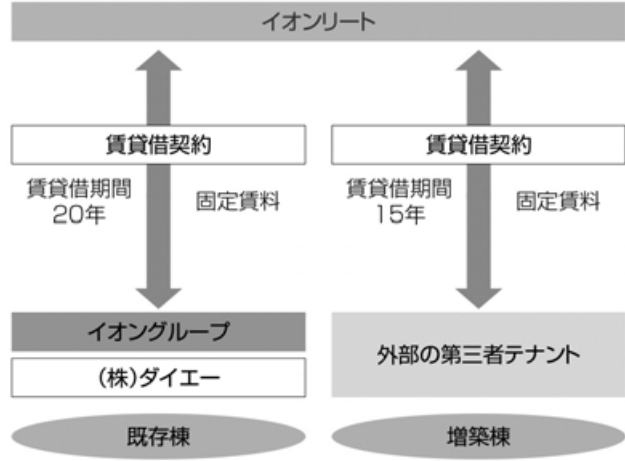 イオンリート
賃貸借契約
賃貸借期間
20年
固定賃料
イオングループ
(株)ダイエー
既存棟
賃貸借契約
賃貸借期間
15年
固定賃料
外部の第三者テナント
増築棟